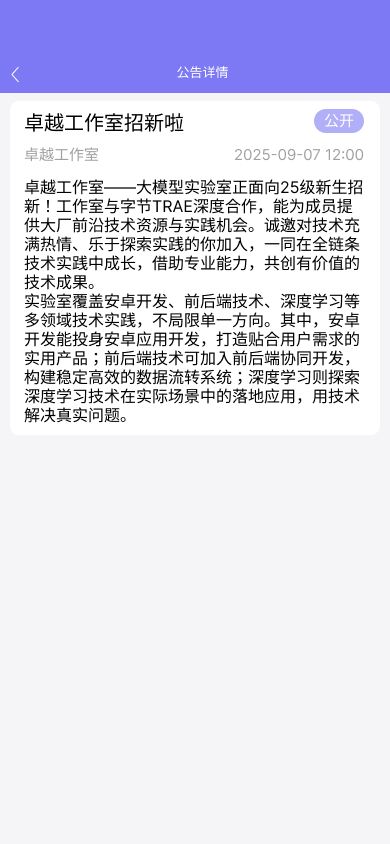 公告详情
卓越工作室招新啦
公开
卓越工作室
2025-09-07 12:00
卓越工作室——大模型实验室正面向25级新生招
新！工作室与字节TRAE深度合作，能为成员提
供大厂前沿技术资源与实践机会。诚邀对技术充
满热情、乐于探索实践的你加入，一同在全链条
技术实践中成长，借助专业能力，共创有价值的
技术成果。
实验室覆盖安卓开发、前后端技术、深度学习等
多领域技术实践，不局限单一方向。其中，安卓
开发能投身安卓应用开发，打造贴合用户需求的
实用产品；前后端技术可加入前后端协同开发，
构建稳定高效的数据流转系统；深度学习则探索
深度学习技术在实际场景中的落地应用，用技术
解决真实问题。